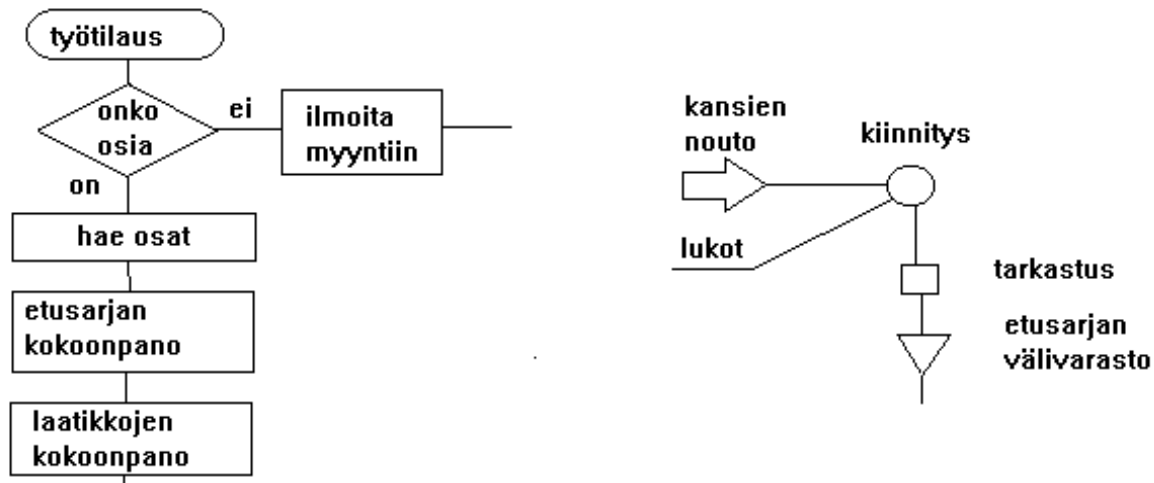 työtilaus
onko
osia
ei
ilmoita
myyntiin
on
hae osat
etusarjan
kokoonpano
laatikkojen
kokoonpano
kansien
nouto
kiinnitys
lukot
tarkastus
etusarjan
välivarasto